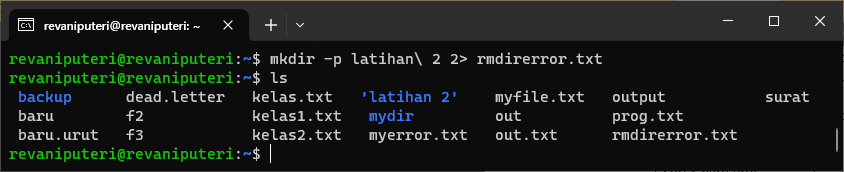 revaniputeri@revaniputeri: ~
revaniputeri@revaniputeri:~$ mkdir -p latihan\ 2 2> rmdirerror.txt
revaniputeri@revaniputeri:~$ ls
backup dead.letter kelas.txt 'latihan 2' myfile.txt output surat
baru f2 kelas1.txt mydir out prog.txt
baru.urut f3 kelas2.txt myerror.txt out.txt rmdirerror.txt
revaniputeri@revaniputeri:~$